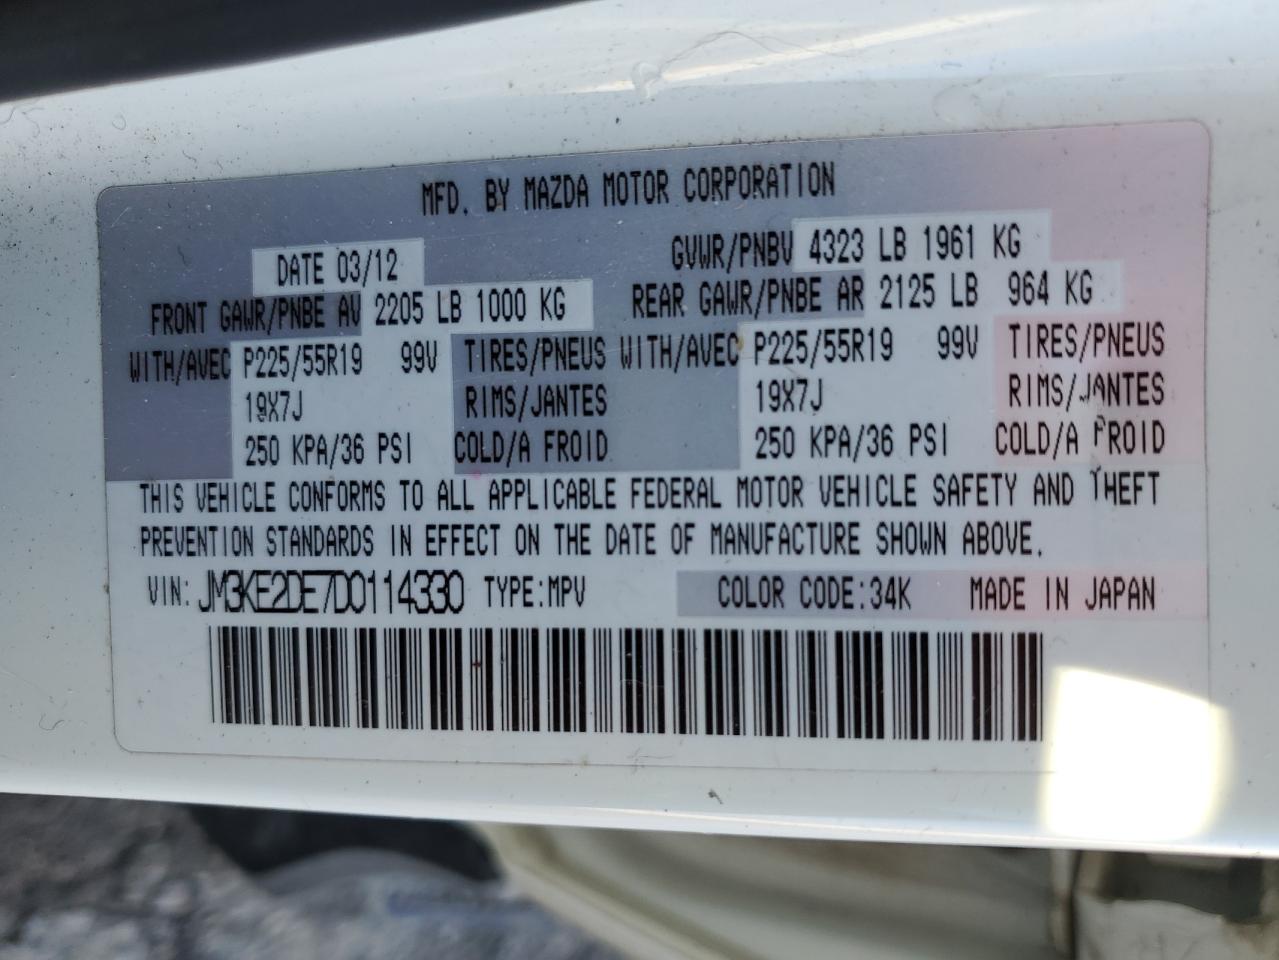 MFD. BY MAZDA MOTOR CORPORATION
DATE 03/12 GVWR/PNBV 4323 LB 1961 KG
FRONT GAWR/PNBE AV 2205 LB 1000 KG REAR GAWR/PNBE AR 2125 LB 964 KG
WITH/AVEC P225/55R19 99V TIRES/PNEUS WITH/AVEC P225/55R19 99V TIRES/PNEUS
19X7J RIMS/JANTES 19X7J RIMS/JANTES
250 KPA/36 PSI COLD/A FROID 250 KPA/36 PSI COLD/A FROID
THIS VEHICLE CONFORMS TO ALL APPLICABLE FEDERAL MOTOR VEHICLE SAFETY AND THEFT
PREVENTION STANDARDS IN EFFECT ON THE DATE OF MANUFACTURE SHOWN ABOVE.
VIN: JM3KE2DE7D0114330 TYPE:MPV COLOR CODE:34K MADE IN JAPAN